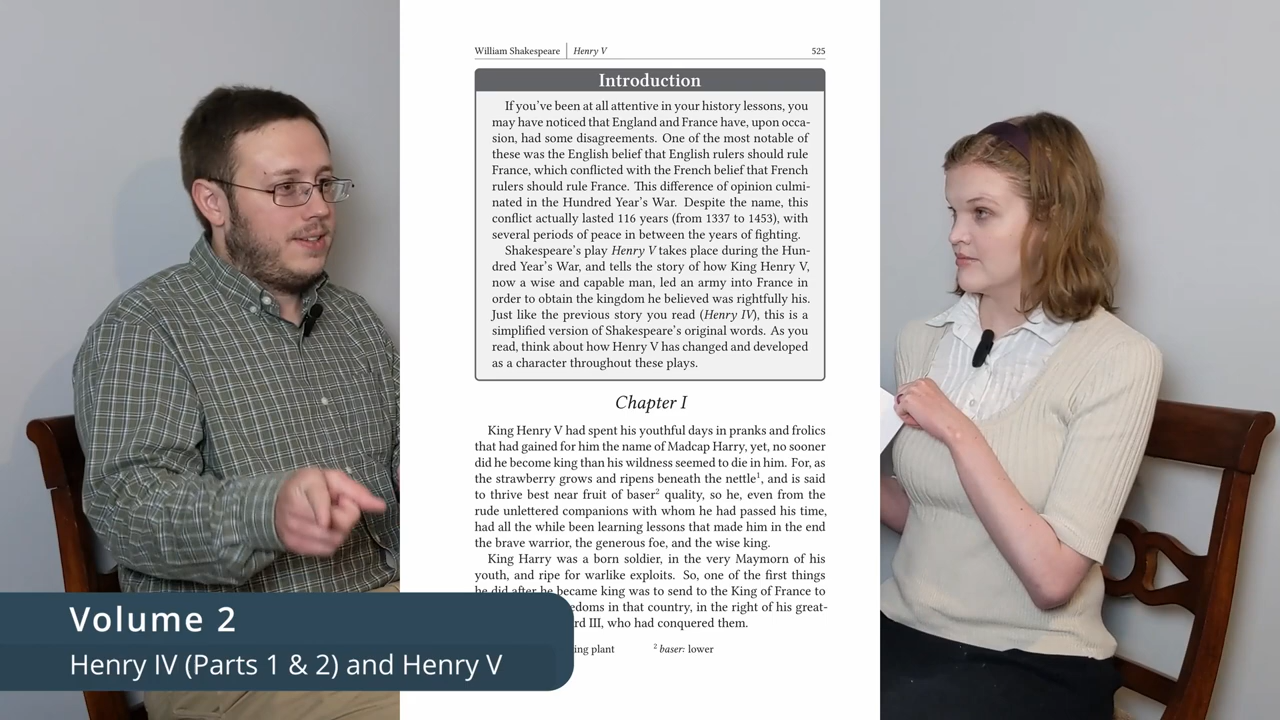 William Shakespeare | Henry V 525
Introduction
If you've been at all attentive in your history lessons, you
may have noticed that England and France have, upon occa-
sion, had some disagreements. One of the most notable of
these was the English belief that English rulers should rule
France, which conflicted with the French belief that French
rulers should rule France. This difference of opinion culmi-
nated in the Hundred Year's War. Despite the name, this
conflict actually lasted 116 years (from 1337 to 1453), with
several periods of peace in between the years of fighting.
Shakespeare's play Henry V takes place during the Hun-
dred Year's War, and tells the story of how King Henry V,
now a wise and capable man, led an army into France in
order to obtain the kingdom he believed was rightfully his.
Just like the previous story you read (Henry IV), this is a
simplified version of Shakespeare's original words. As you
read, think about how Henry V has changed and developed
as a character throughout these plays.
Chapter I
King Henry V had spent his youthful days in pranks and frolics
that had gained for him the name of Madcap Harry, yet, no sooner
did he become king than his wildness seemed to die in him. For, as
the strawberry grows and ripens beneath the nettle¹, and is said
to thrive best near fruit of baser² quality, so he, even from the
rude unlettered companions with whom he had passed his time,
had all the while been learning lessons that made him in the end
the brave warrior, the generous foe, and the wise king.
King Harry was a born soldier, in the very Maymorn of his
youth, and ripe for warlike exploits. So, one of the first things
he did after he became king was to send to the King of France to
edoms in that country, in the right of his great-
rd III, who had conquered them.
ing plant ² baser: lower
Volume 2
Henry IV (Parts 1 & 2) and Henry V